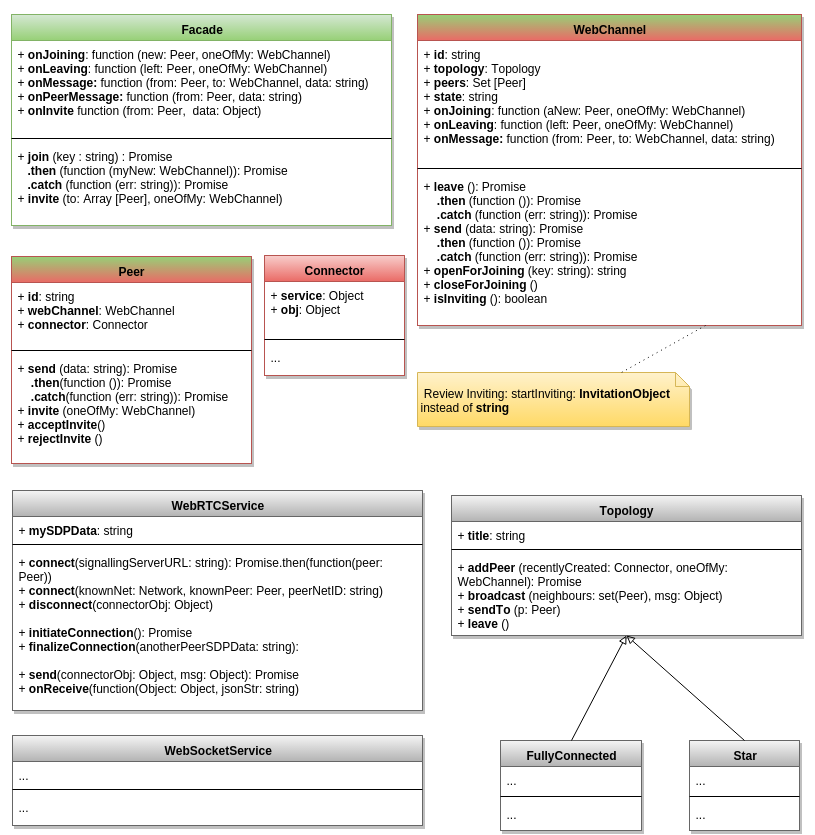 Facade
+ onJoining: function (new: Peer, oneOfMy: WebChannel)
+ onLeaving: function (left: Peer, oneOfMy: WebChannel)
+ onMessage: function (from: Peer, to: WebChannel, data: string)
+ onPeerMessage: function (from: Peer, data: string)
+ onInvite function (from: Peer, data: Object)
+ join (key : string) : Promise
.then (function (myNew: WebChannel)): Promise
.catch (function (err: string)): Promise
+ invite (to: Array [Peer], oneOfMy: WebChannel)
WebChannel
+ id: string
+ topology: Topology
+ peers: Set [Peer]
+ state: string
+ onJoining: function (aNew: Peer, oneOfMy: WebChannel)
+ onLeaving: function (left: Peer, oneOfMy: WebChannel)
+ onMessage: function (from: Peer, to: WebChannel, data: string)
+ leave (): Promise
.then (function ()): Promise
.catch (function (err: string)): Promise
+ send (data: string): Promise
.then (function ()): Promise
.catch (function (err: string)): Promise
+ openForJoining (key: string): string
+ closeForJoining ()
+ isInviting (): boolean
Peer
+ id: string
+ webChannel: WebChannel
+ connector: Connector
+ send (data: string): Promise
.then(function ()): Promise
.catch(function (err: string)): Promise
+ invite (oneOfMy: WebChannel)
+ acceptInvite()
+ rejectInvite ()
Connector
+ service: Object
+ obj: Object
...
Review Inviting: startInviting: InvitationObject
instead of string
WebRTCService
+ mySDPData: string
+ connect(signallingServerURL: string): Promise.then(function(peer:
Peer))
+ connect(knownNet: Network, knownPeer: Peer, peerNetID: string)
+ disconnect(connectorObj: Object)
+ initiateConnection(): Promise
+ finalizeConnection(anotherPeerSDPData: string):
+ send(connectorObj: Object, msg: Object): Promise
+ onReceive(function(Object: Object, jsonStr: string)
Topology
+ title: string
+ addPeer (recentlyCreated: Connector, oneOfMy:
WebChannel): Promise
+ broadcast (neighbours: set(Peer), msg: Object)
+ sendTo (p: Peer)
+ leave ()
WebSocketService
...
...
FullyConnected
...
...
Star
...
...